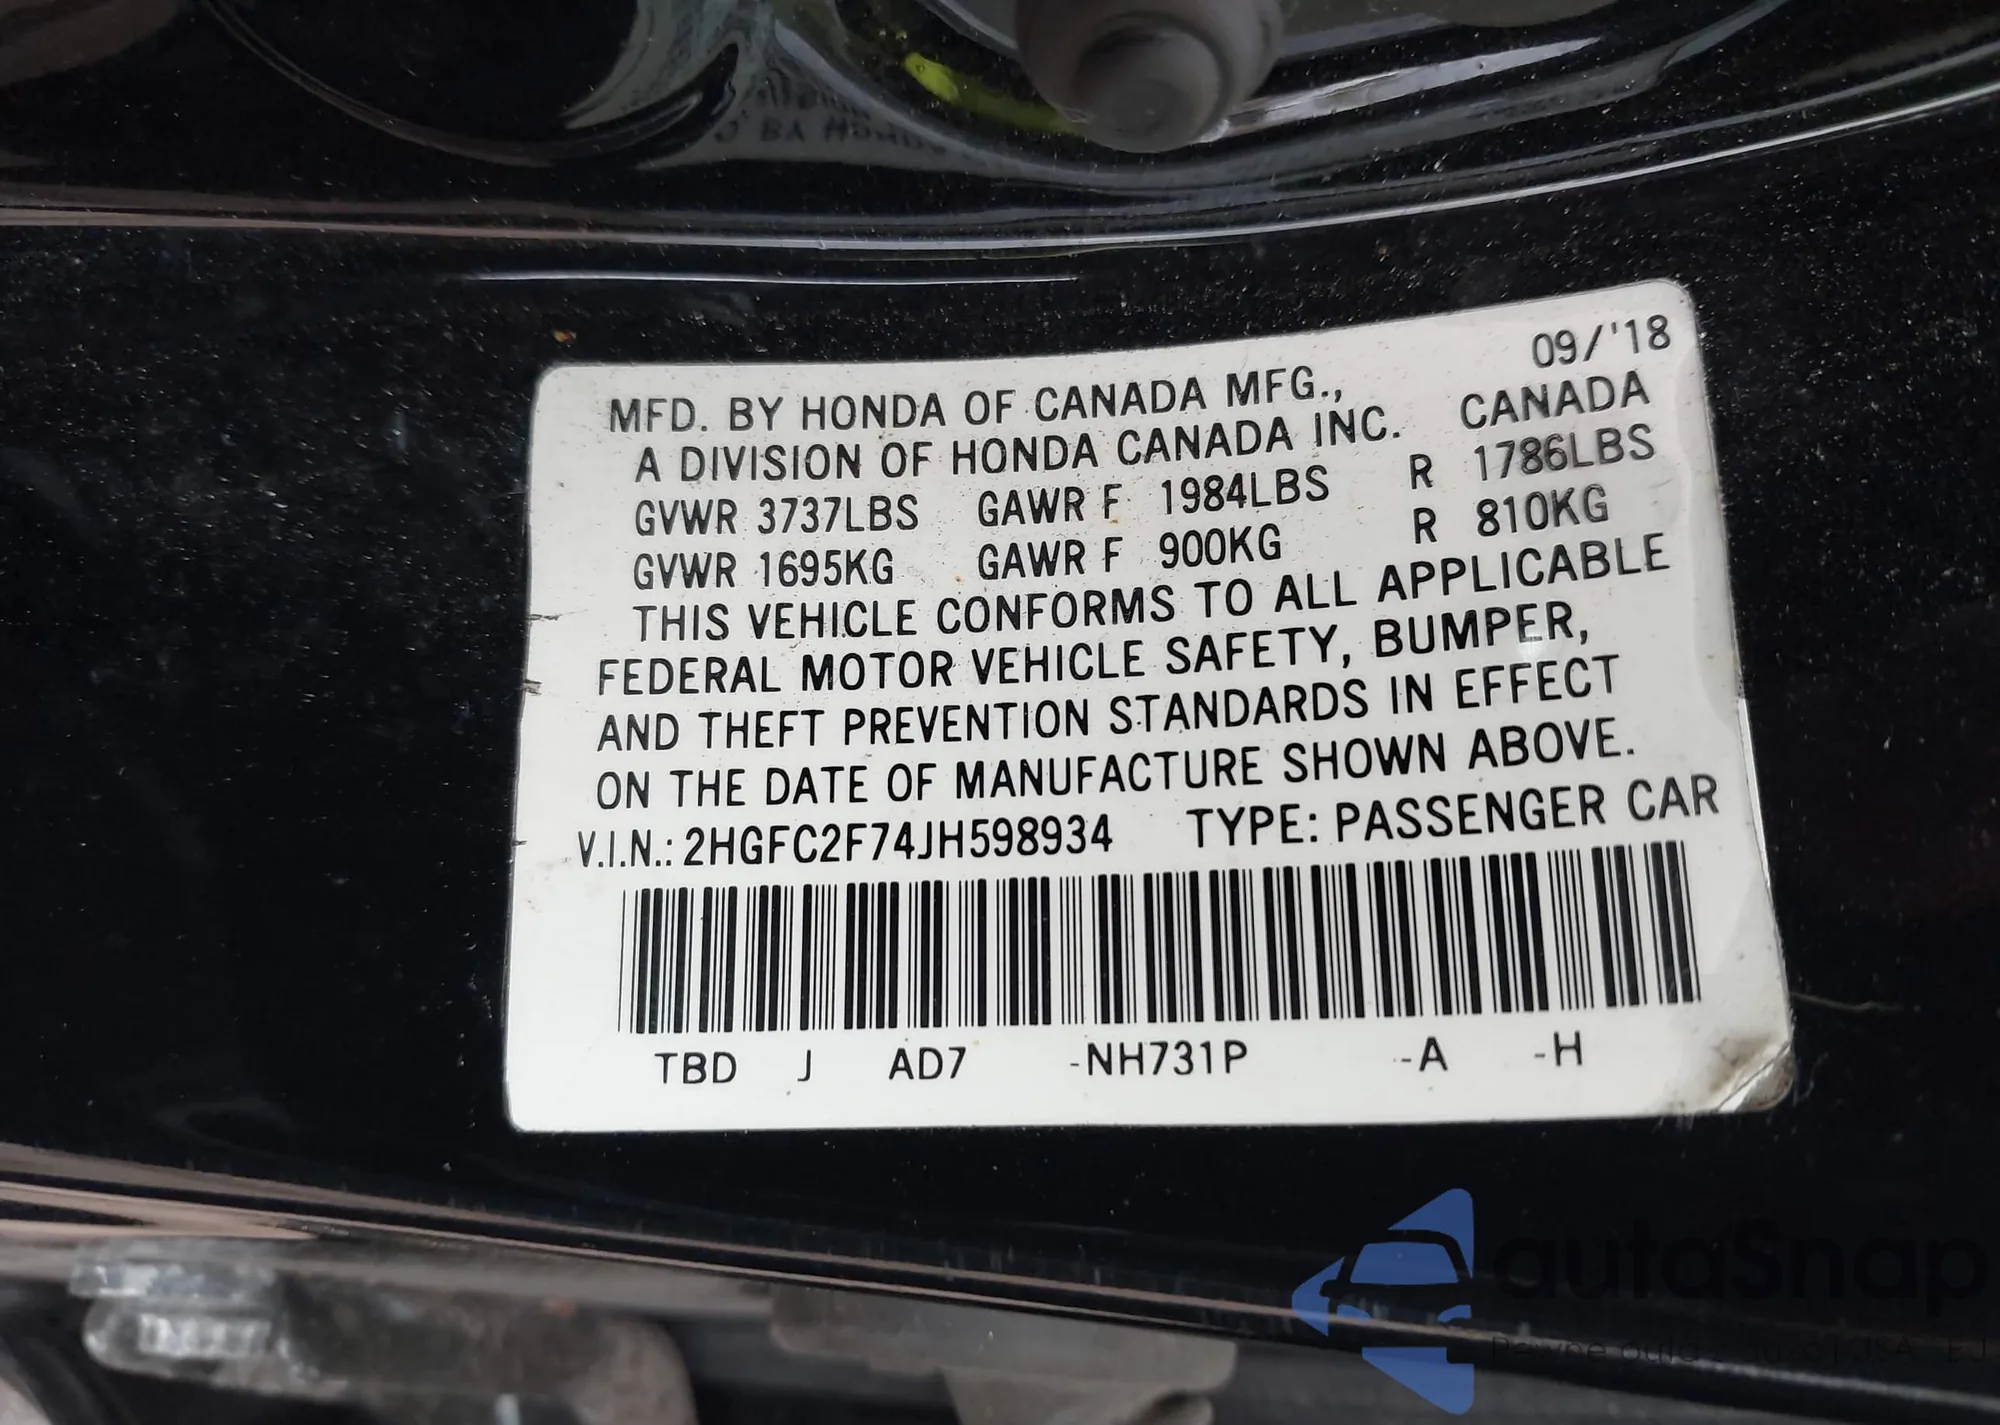 09/'18
MFD. BY HONDA OF CANADA MFG.,
A DIVISION OF HONDA CANADA INC. CANADA
GVWR 3737LBS GAWR F 1984LBS R 1786LBS
GVWR 1695KG GAWR F 900KG R 810KG
THIS VEHICLE CONFORMS TO ALL APPLICABLE
FEDERAL MOTOR VEHICLE SAFETY, BUMPER,
AND THEFT PREVENTION STANDARDS IN EFFECT
ON THE DATE OF MANUFACTURE SHOWN ABOVE.
V.I.N.: 2HGFC2F74JH598934 TYPE: PASSENGER CAR
TBD J AD7 -NH731P -A -H
autoSnap